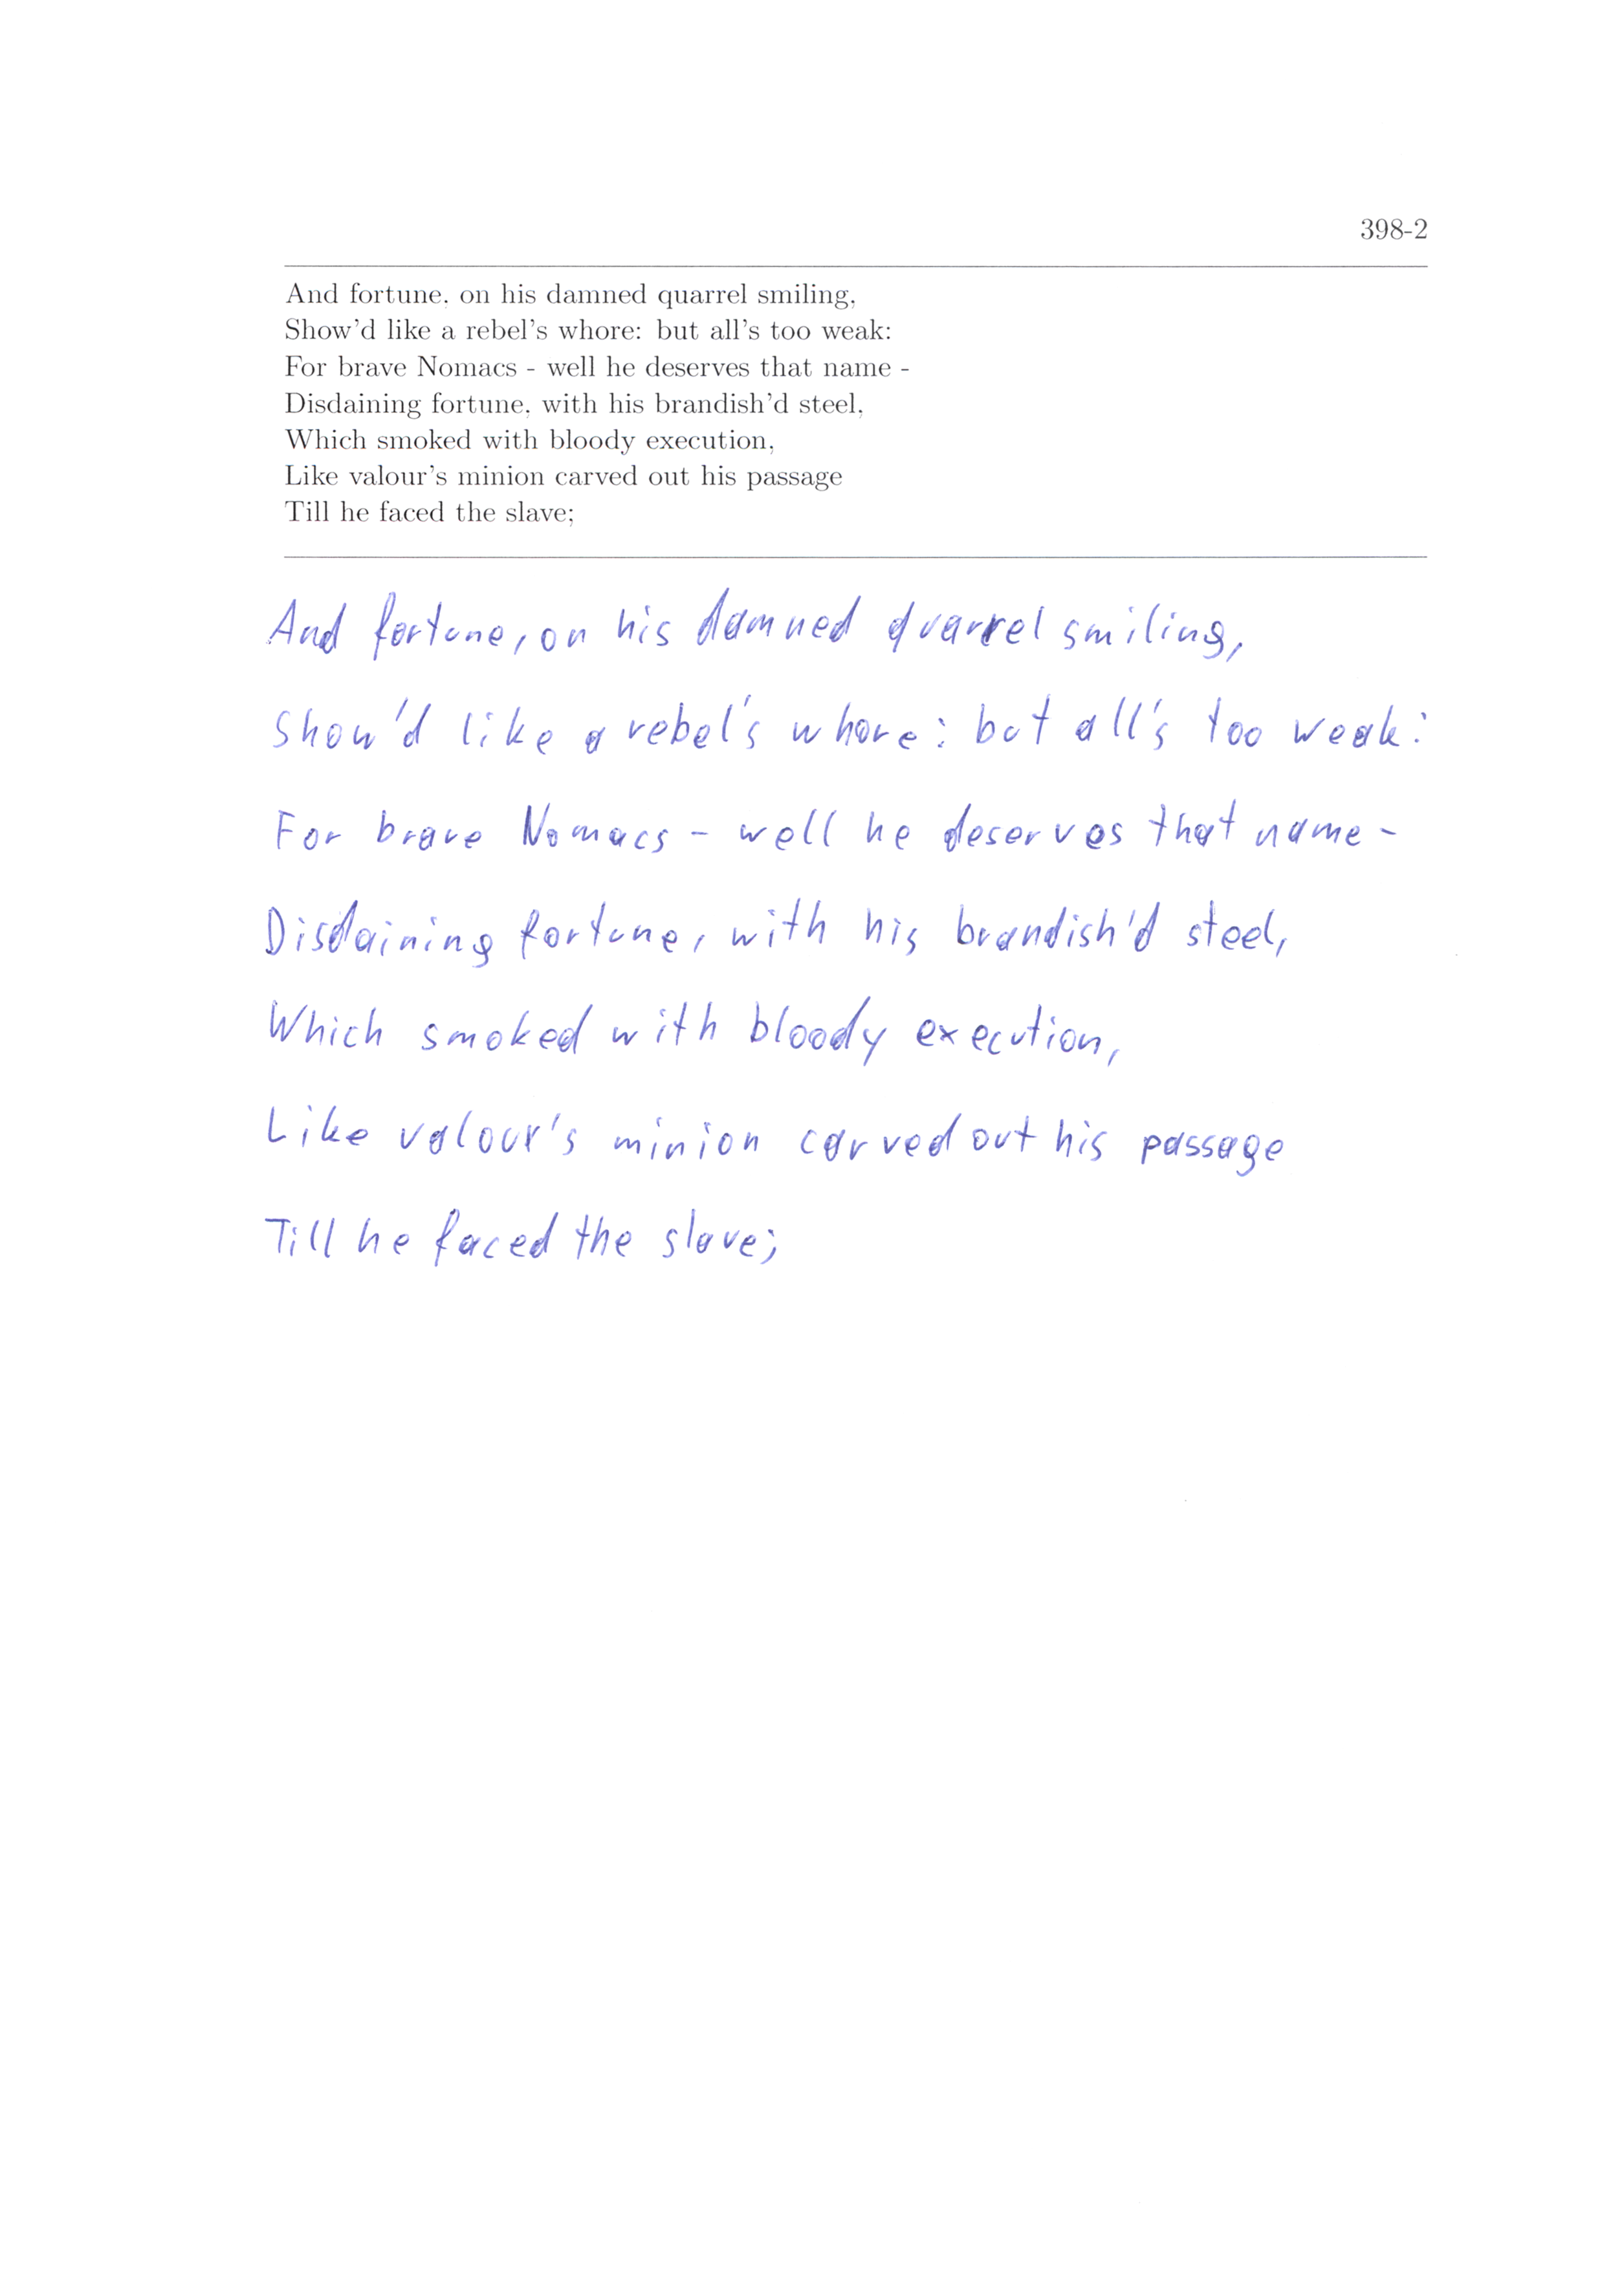 398-2
And fortune, on his damned quarrel smiling,
Show'd like a rebel's whore: but all's too weak:
For brave Nomacs - well he deserves that name -
Disdaining fortune, with his brandish'd steel,
Which smoked with bloody execution,
Like valour's minion carved out his passage
Till he faced the slave;
And fortune, on his damned quarrel smiling,
Show'd like a rebel's whore: but all's too weak:
For brave Nomacs - well he deserves that name -
Disdaining fortune, with his brandish'd steel,
Which smoked with bloody execution,
Like valour's minion carved out his passage
Till he faced the slave;